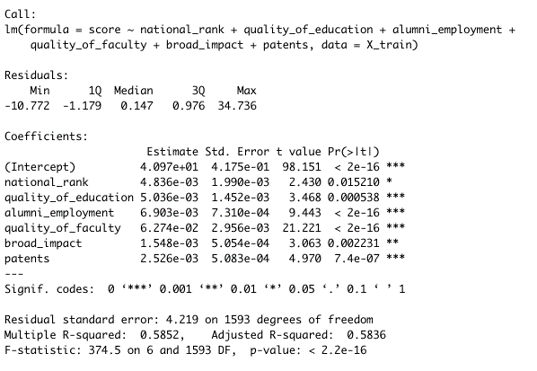 Call:
lm(formula = score ~ national_rank + quality_of_education + alumni_employment +
    quality_of_faculty + broad_impact + patents, data = X_train)

Residuals:
    Min      1Q  Median      3Q     Max
-10.772  -1.179   0.147   0.976  34.736

Coefficients:
                      Estimate Std. Error t value Pr(>|t|)
(Intercept)          4.097e+01  4.175e-01  98.151  < 2e-16 ***
national_rank        4.836e-03  1.990e-03   2.430 0.015210 *
quality_of_education 5.036e-03  1.452e-03   3.468 0.000538 ***
alumni_employment    6.903e-03  7.310e-04   9.443  < 2e-16 ***
quality_of_faculty   6.274e-02  2.956e-03  21.221  < 2e-16 ***
broad_impact         1.548e-03  5.054e-04   3.063 0.002231 **
patents              2.526e-03  5.083e-04   4.970  7.4e-07 ***
---
Signif. codes:  0 ‘***’ 0.001 ‘**’ 0.01 ‘*’ 0.05 ‘.’ 0.1 ‘ ’ 1

Residual standard error: 4.219 on 1593 degrees of freedom
Multiple R-squared:  0.5852,    Adjusted R-squared:  0.5836
F-statistic: 374.5 on 6 and 1593 DF,  p-value: < 2.2e-16